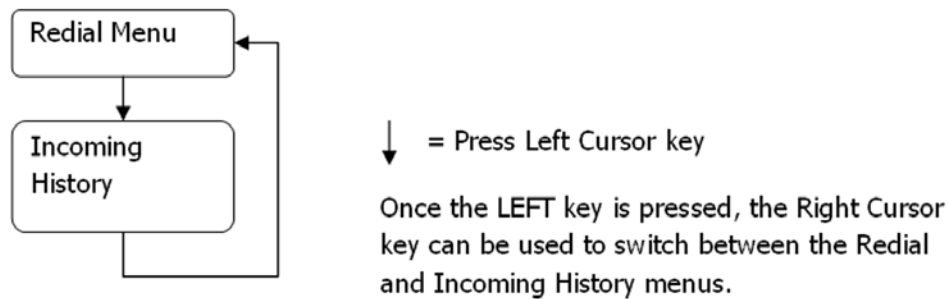 Redial Menu
Incoming
History
= Press Left Cursor key
Once the LEFT key is pressed, the Right Cursor
key can be used to switch between the Redial
and Incoming History menus.